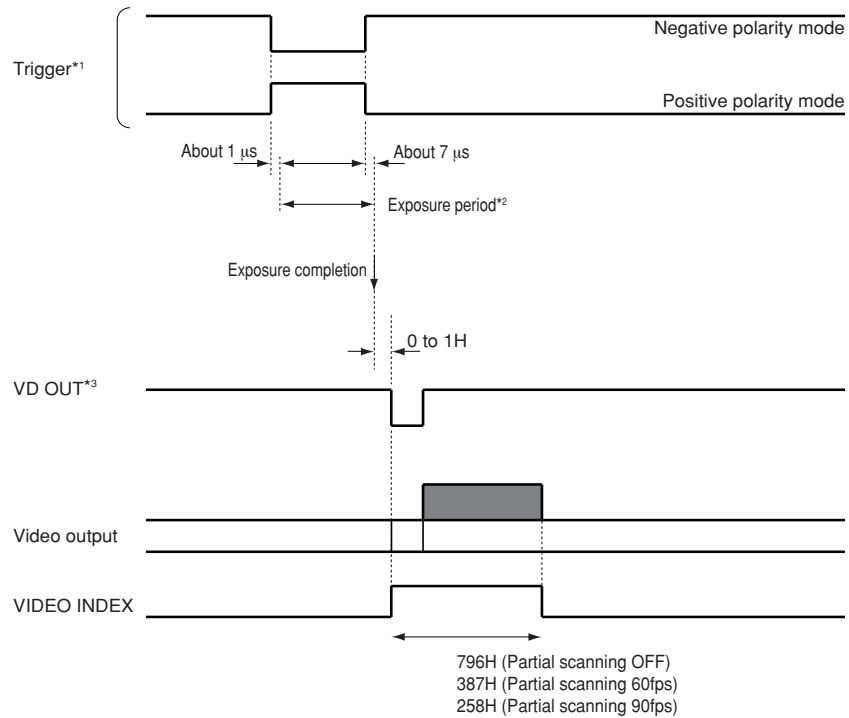 Negative polarity mode
Trigger*1
Positive polarity mode
About 1 μs
About 7 μs
Exposure period*2
Exposure completion
0 to 1H
VD OUT*3
Video output
VIDEO INDEX
796H (Partial scanning OFF)
387H (Partial scanning 60fps)
258H (Partial scanning 90fps)